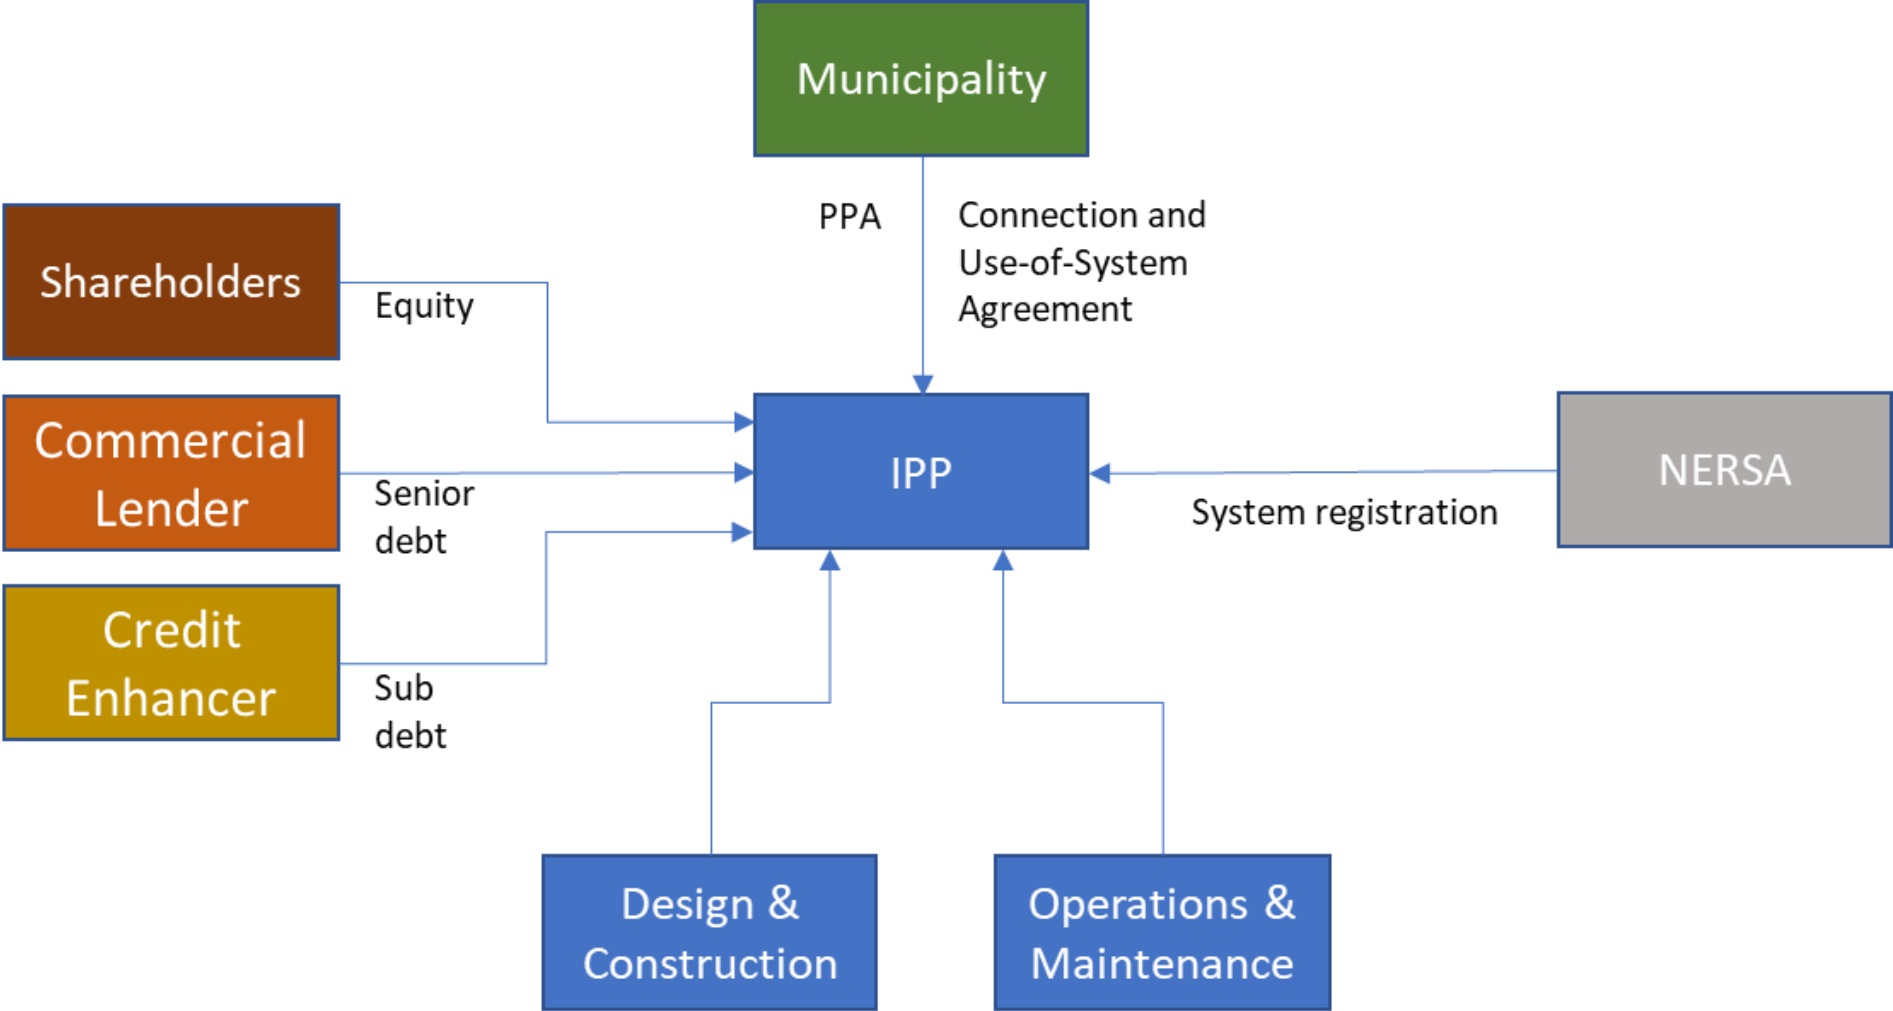 Municipality
PPA
Connection and
Use-of-System
Agreement
Shareholders
Equity
Commercial
Lender
Senior
debt
Credit
Enhancer
Sub
debt
IPP
NERSA
System registration
Design &
Construction
Operations &
Maintenance